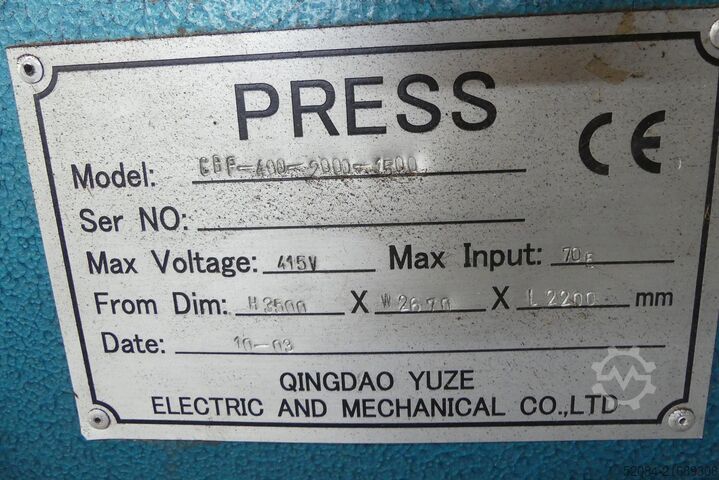 PRESS
CE
Model: CBF-400-2000-1500
Ser NO:
Max Voltage: 415V Max Input: 70
From Dim: H3500 X W2670 X L2200 mm
Date: 10-03
QINGDAO YUZE
ELECTRIC AND MECHANICAL CO.,LTD